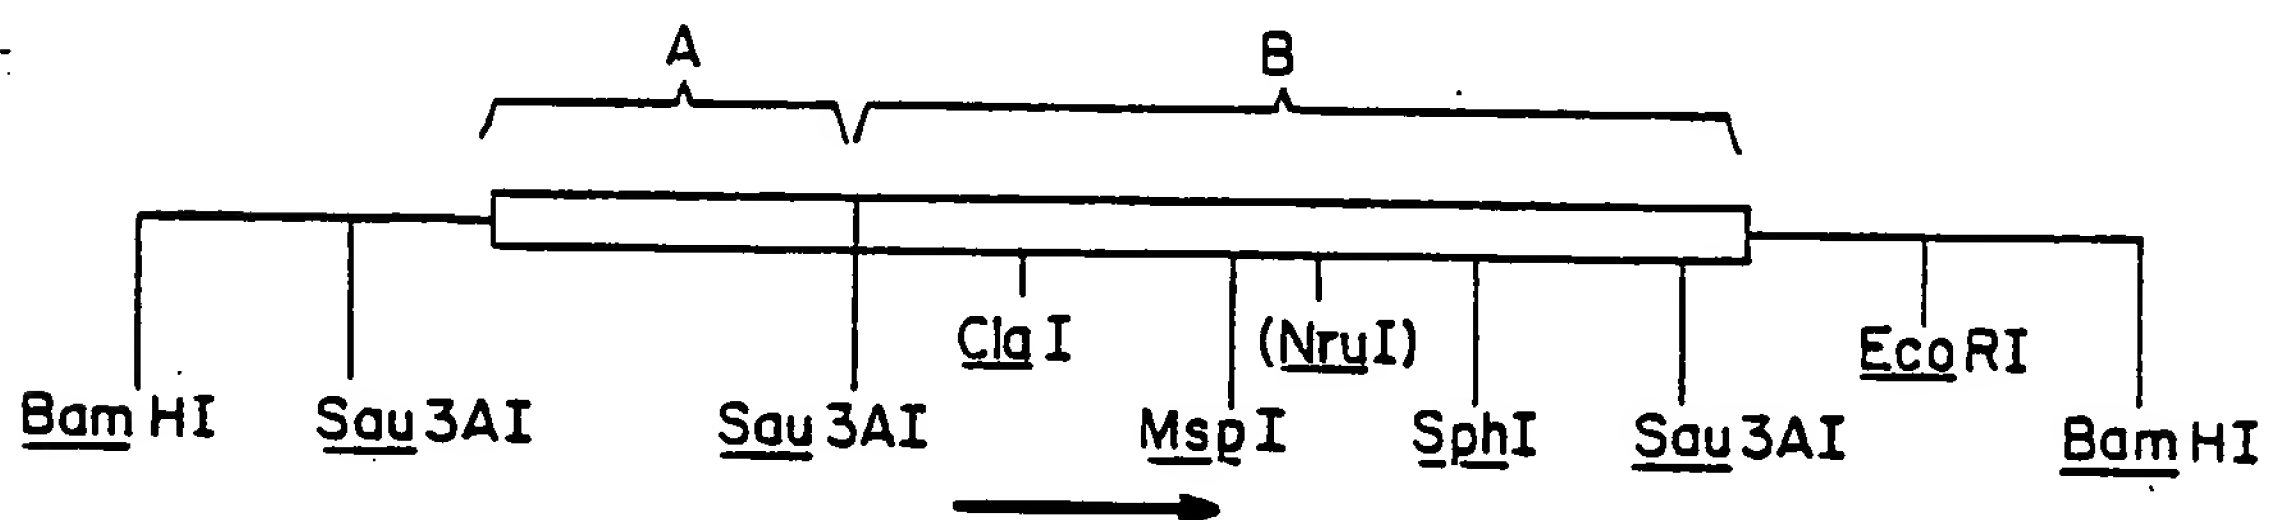 A B
ClaI (NruI) EcoRI
BamHI Sau3AI Sau3AI MspI SphI Sau3AI BamHI